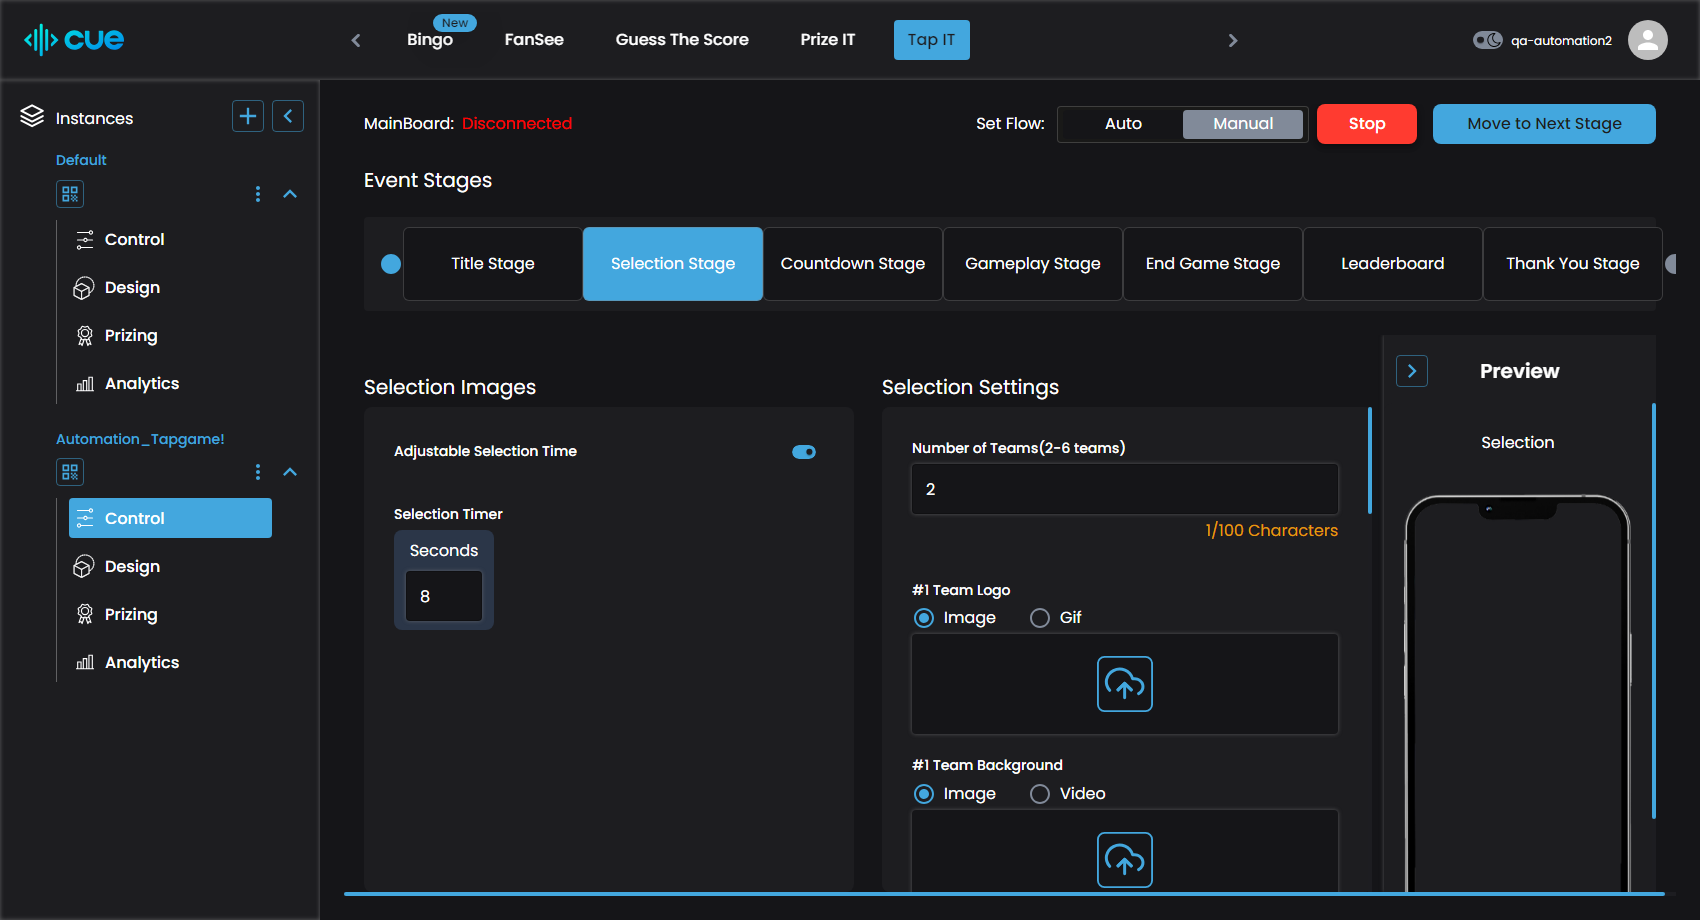 cue
New
Bingo
FanSee
Guess The Score
Prize IT
Tap IT
qa-automation2
Instances
Default
Control
Design
Prizing
Analytics
Automation_Tapgame!
Control
Design
Prizing
Analytics
MainBoard: Disconnected
Set Flow:
Auto
Manual
Stop
Move to Next Stage
Event Stages
Title Stage
Selection Stage
Countdown Stage
Gameplay Stage
End Game Stage
Leaderboard
Thank You Stage
Selection Images
Adjustable Selection Time
Selection Timer
Seconds
8
Selection Settings
Number of Teams(2-6 teams)
2
1/100 Characters
#1 Team Logo
Image
Gif
#1 Team Background
Image
Video
Preview
Selection